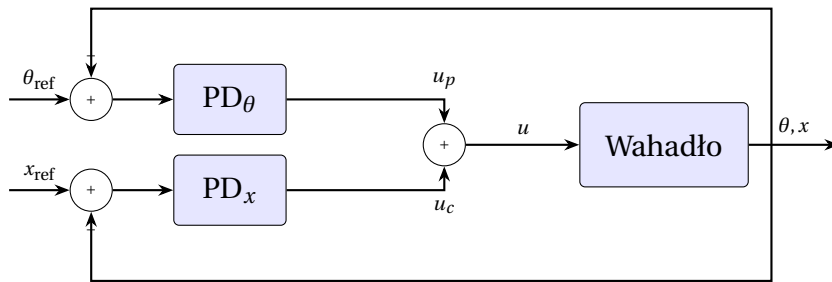 −
θref
+
PDθ
up
+
u
Wahadło
θ, x
xref
+
PDx
uc
−